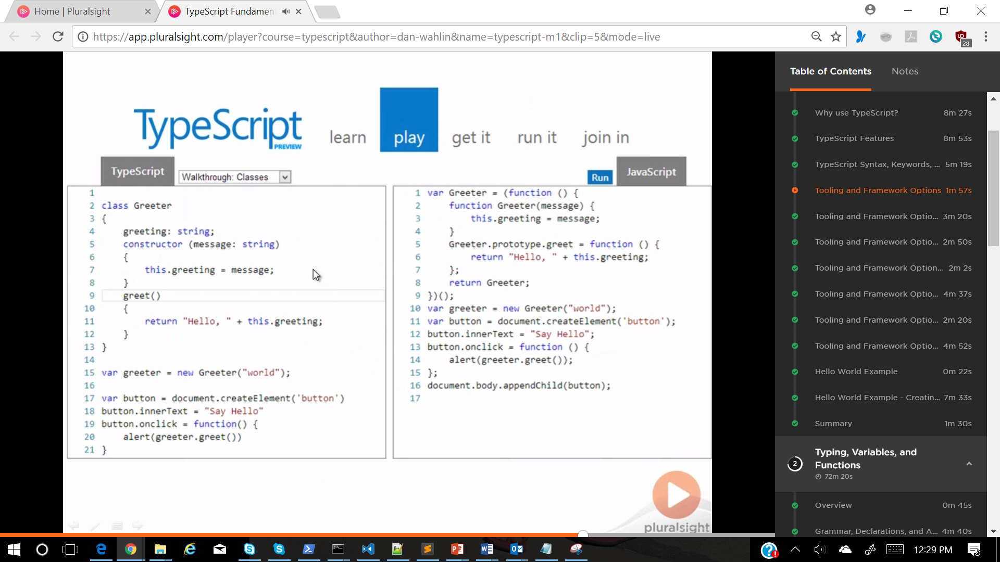 Home | Pluralsight
TypeScript Fundamen
https://app.pluralsight.com/player?course=typescript&author=dan-wahlin&name=typescript-m1&clip=5&mode=live
28
TypeScript
PREVIEW
learn
play
get it
run it
join in
TypeScript
Walkthrough: Classes
Run
JavaScript
1
2 class Greeter
3 {
4 greeting: string;
5 constructor (message: string)
6 {
7 this.greeting = message;
8 }
9 greet()
10 {
11 return "Hello, " + this.greeting;
12 }
13 }
14
15 var greeter = new Greeter("world");
16
17 var button = document.createElement('button')
18 button.innerText = "Say Hello"
19 button.onclick = function() {
20 alert(greeter.greet())
21 }
1 var Greeter = (function () {
2 function Greeter(message) {
3 this.greeting = message;
4 }
5 Greeter.prototype.greet = function () {
6 return "Hello, " + this.greeting;
7 };
8 return Greeter;
9 })();
10 var greeter = new Greeter("world");
11 var button = document.createElement('button');
12 button.innerText = "Say Hello";
13 button.onclick = function () {
14 alert(greeter.greet());
15 };
16 document.body.appendChild(button);
17
pluralsight
Table of Contents
Notes
Why use TypeScript? 8m 27s
TypeScript Features 8m 53s
TypeScript Syntax, Keywords, ... 5m 19s
Tooling and Framework Options 1m 57s
Tooling and Framework Optio... 3m 20s
Tooling and Framework Optio... 2m 50s
Tooling and Framework Option... 2m 2s
Tooling and Framework Optio... 4m 37s
Tooling and Framework Optio... 2m 20s
Tooling and Framework Optio... 4m 52s
Hello World Example 0m 22s
Hello World Example - Creatin... 7m 33s
Summary 1m 30s
2
Typing, Variables, and
Functions
72m 20s
Overview 0m 45s
Grammar, Declarations, and A... 4m 40s
12:29 PM